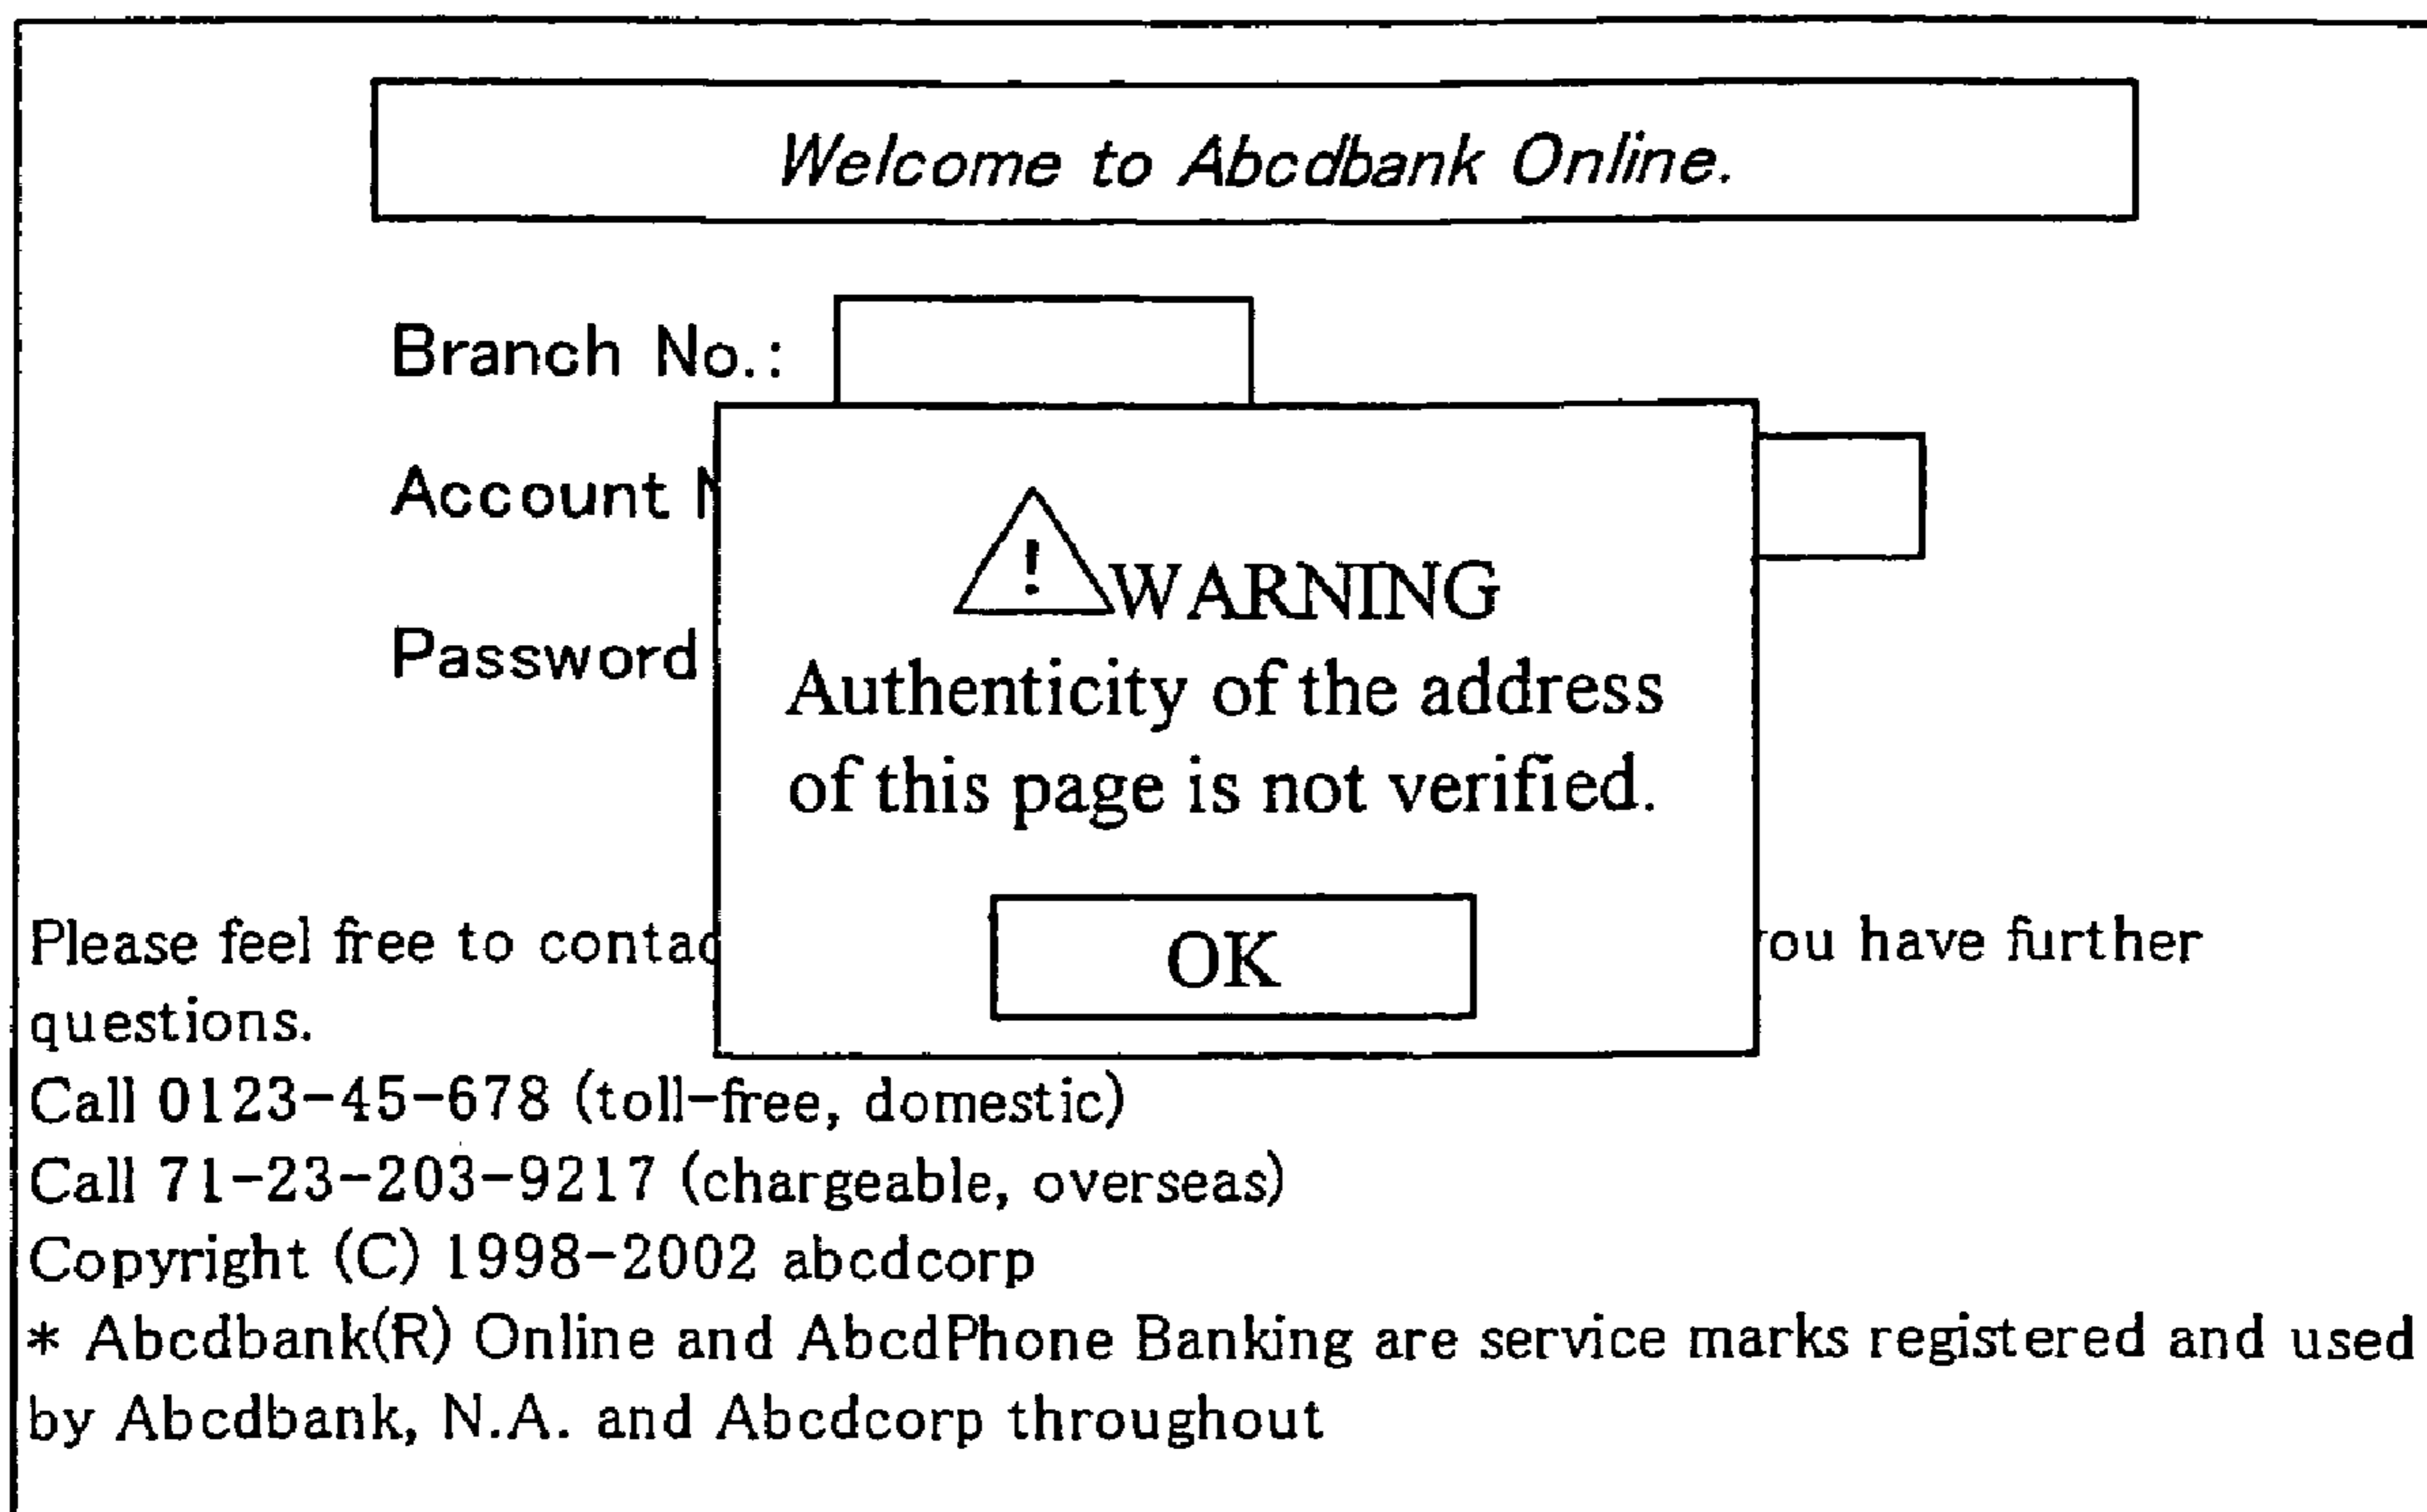 Welcome to Abcdbank Online.
Branch No.:
Account N
!
WARNING
Password
Authenticity of the address
of this page is not verified.
OK
Please feel free to contac ou have further
questions.
Call 0123-45-678 (toll-free, domestic)
Call 71-23-203-9217 (chargeable, overseas)
Copyright (C) 1998-2002 abcdcorp
* Abcdbank(R) Online and AbcdPhone Banking are service marks registered and used
by Abcdbank, N.A. and Abcdcorp throughout